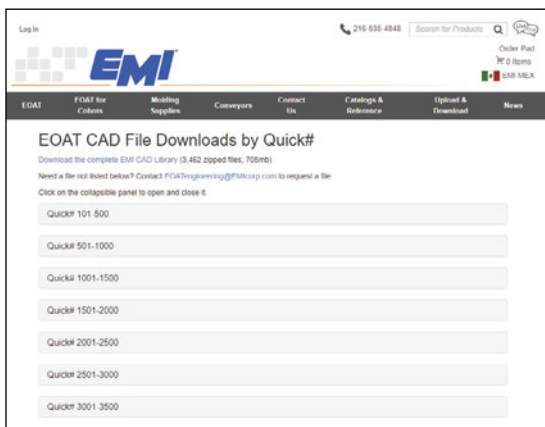 Log In
216-535-4848
Search for Products
Live Chat
Order Pad
0 Items
EMI MEX
EMI
EOAT
EOAT for Cobots
Molding Supplies
Conveyors
Contact Us
Catalogs & Reference
Upload & Download
News
EOAT CAD File Downloads by Quick#
Download the complete EMI CAD Library (3,462 zipped files, 706mb)
Need a file not listed below? Contact EOATengineering@EMIcorp.com to request a file
Click on the collapsible panel to open and close it.
Quick# 101-500
Quick# 501-1000
Quick# 1001-1500
Quick# 1501-2000
Quick# 2001-2500
Quick# 2501-3000
Quick# 3001-3500